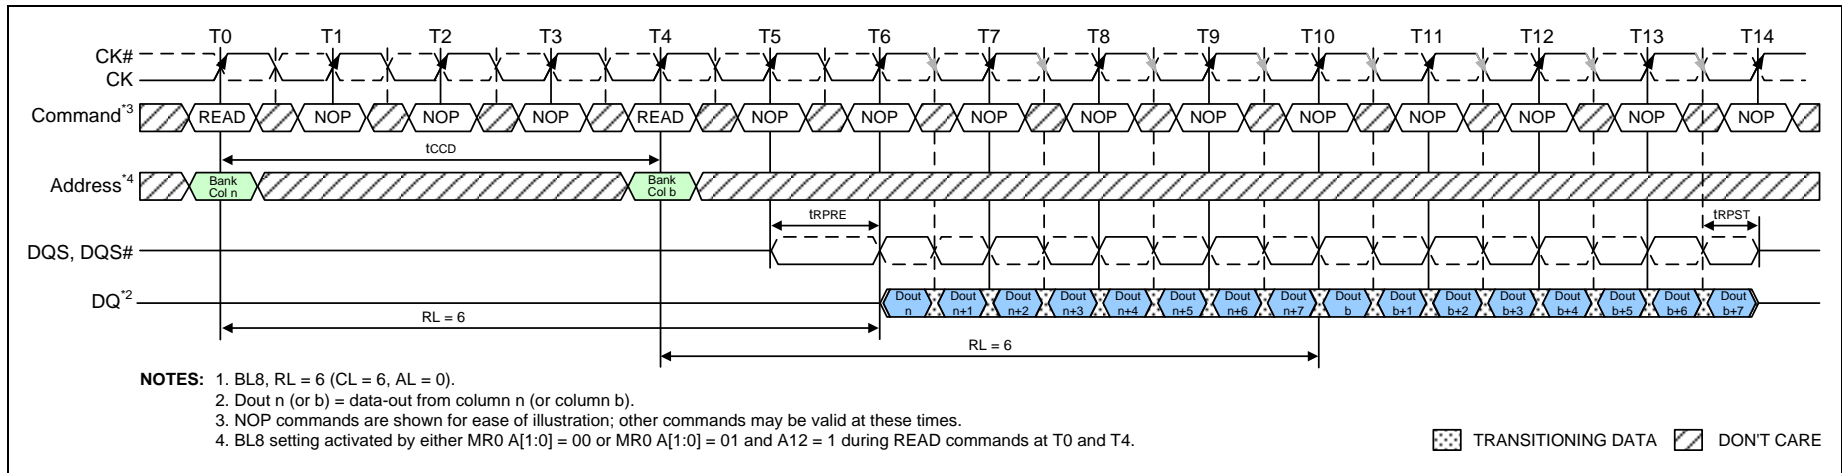 T0 T1 T2 T3 T4 T5 T6 T7 T8 T9 T10 T11 T12 T13 T14
CK#
CK
Command*3 READ NOP NOP NOP READ NOP NOP NOP NOP NOP NOP NOP NOP NOP NOP
tCCD
Address*4 Bank Col n Bank Col b
tRPRE tRPST
DQS, DQS#
DQ*2 Dout n Dout n+1 Dout n+2 Dout n+3 Dout n+4 Dout n+5 Dout n+6 Dout n+7 Dout b Dout b+1 Dout b+2 Dout b+3 Dout b+4 Dout b+5 Dout b+6 Dout b+7
RL = 6
RL = 6
NOTES: 1. BL8, RL = 6 (CL = 6, AL = 0).
2. Dout n (or b) = data-out from column n (or column b).
3. NOP commands are shown for ease of illustration; other commands may be valid at these times.
4. BL8 setting activated by either MR0 A[1:0] = 00 or MR0 A[1:0] = 01 and A12 = 1 during READ commands at T0 and T4.
TRANSITIONING DATA DON'T CARE